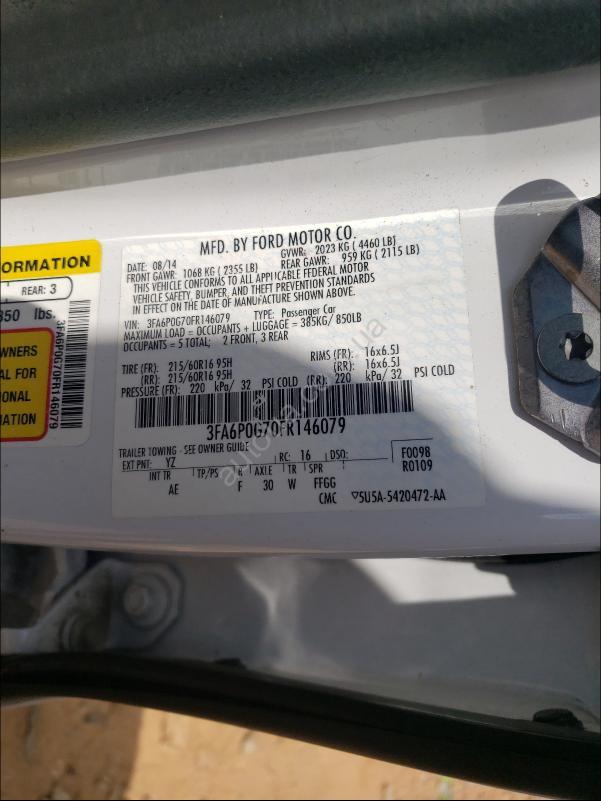 MFD. BY FORD MOTOR CO.
DATE: 08/14 GVWR: 2023 KG ( 4460 LB)
FRONT GAWR: 1068 KG ( 2355 LB) REAR GAWR: 959 KG ( 2115 LB)
THIS VEHICLE CONFORMS TO ALL APPLICABLE FEDERAL MOTOR
VEHICLE SAFETY, BUMPER, AND THEFT PREVENTION STANDARDS
IN EFFECT ON THE DATE OF MANUFACTURE SHOWN ABOVE.
VIN: 3FA6P0G70FR146079 TYPE: Passenger Car
MAXIMUM LOAD = OCCUPANTS + LUGGAGE = 385KG/ 850LB
OCCUPANTS = 5 TOTAL; 2 FRONT, 3 REAR
TIRE (FR): 215/60R16 95H RIMS (FR): 16x6.5J
(RR): 215/60R16 95H (RR): 16x6.5J
PRESSURE (FR): 220 kPa/ 32 PSI COLD (RR): 220 kPa/ 32 PSI COLD
3FA6P0G70FR146079
TRAILER TOWING - SEE OWNER GUIDE
EXT PNT: YZ RC: 16 DSO: F0098
INT TR TP/PS R AXLE TR SPR R0109
AE F 30 W FFGG
CMC ▽5U5A-5420472-AA
FORMATION
REAR: 3
850 lbs.
WNERS
AL FOR
IONAL
MATION
3FA6P0G70FR146079